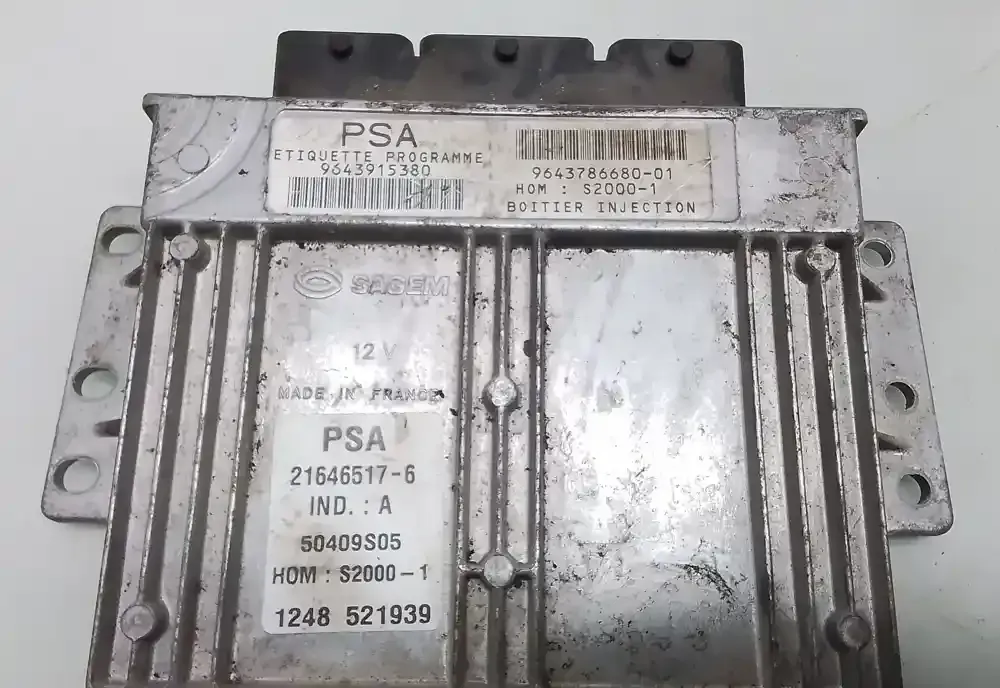 PSA
ETIQUETTE PROGRAMME
9643915380
9643786680-01
HOM : S2000-1
BOITIER INJECTION
SAGEM
12 V
MADE IN FRANCE
PSA
21646517-6
IND. : A
50409S05
HOM : S2000-1
1248 521939